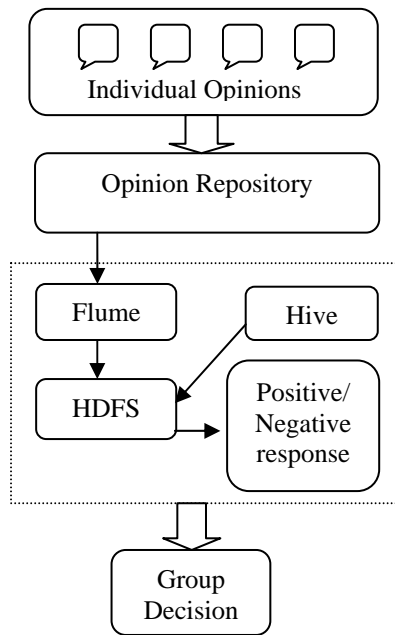 Individual Opinions
Opinion Repository
Flume
Hive
HDFS
Positive/
Negative
response
Group
Decision